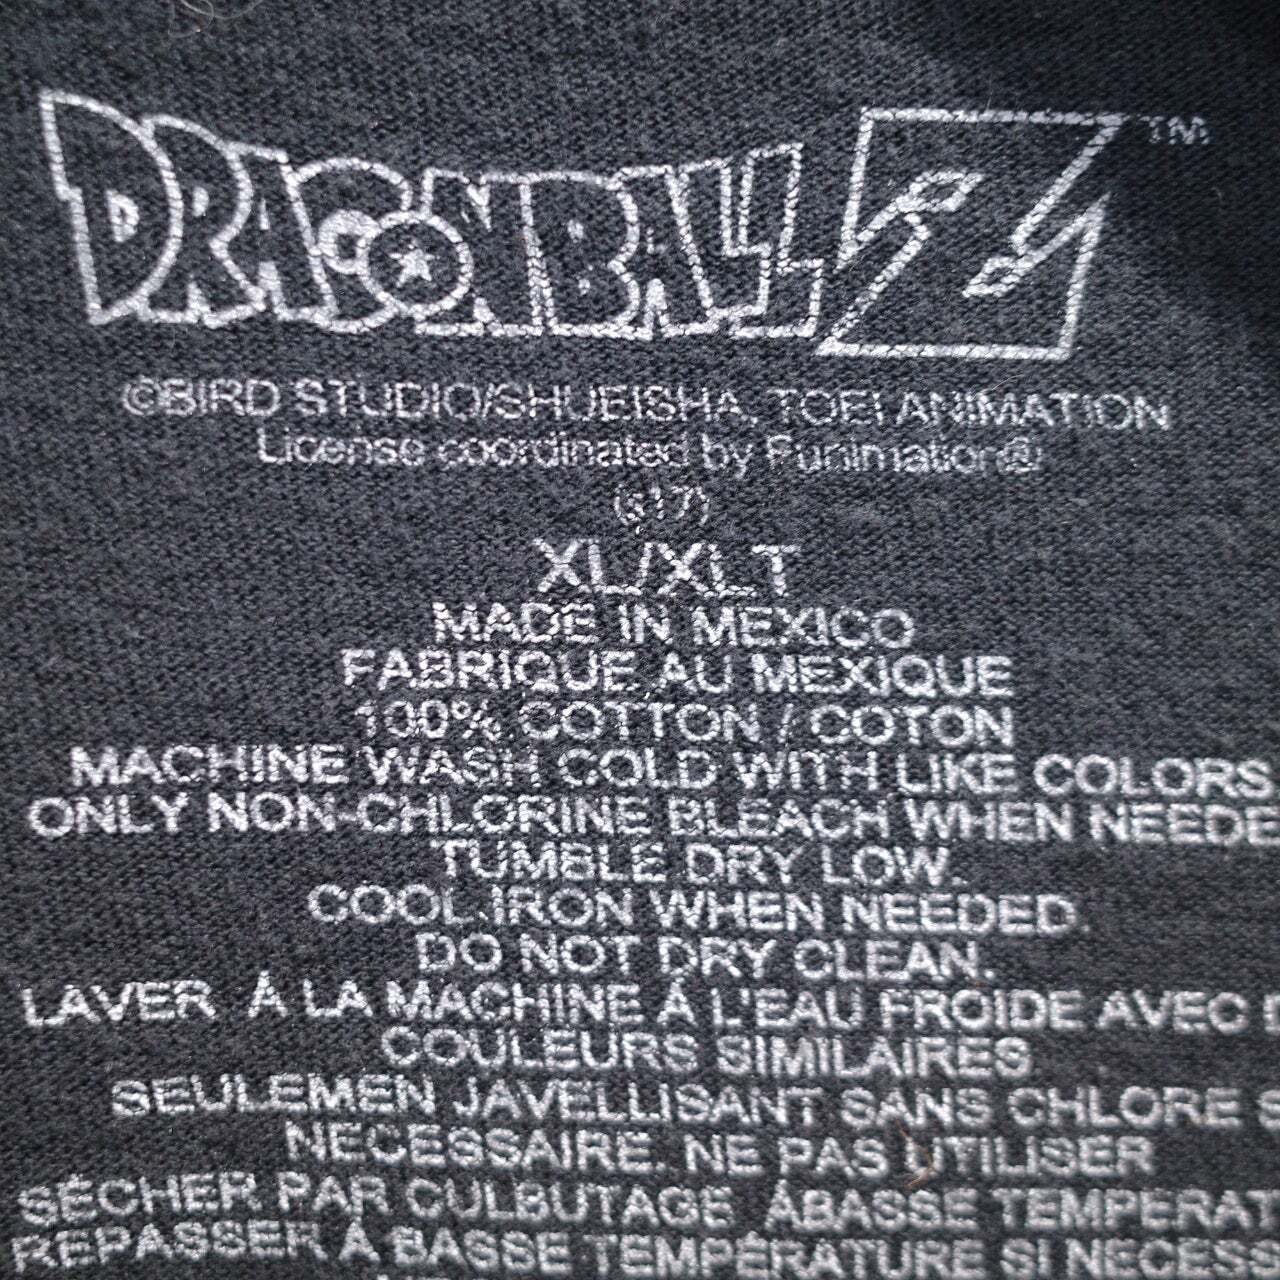 DRAGON BALL Z™
©BIRD STUDIO/SHUEISHA, TOEI ANIMATION
License coordinated by Funimation®
(s17)
XL/XLT
MADE IN MEXICO
FABRIQUE AU MEXIQUE
100% COTTON / COTON
MACHINE WASH COLD WITH LIKE COLORS
ONLY NON-CHLORINE BLEACH WHEN NEEDE
TUMBLE DRY LOW.
COOL IRON WHEN NEEDED.
DO NOT DRY CLEAN.
LAVER À LA MACHINE À L'EAU FROIDE AVEC D
COULEURS SIMILAIRES
SEULEMEN JAVELLISANT SANS CHLORE S
NECESSAIRE. NE PAS UTILISER
SÉCHER PAR CULBUTAGE ÀBASSE TEMPERAT
REPASSER À BASSE TEMPÉRATURE SI NECESS